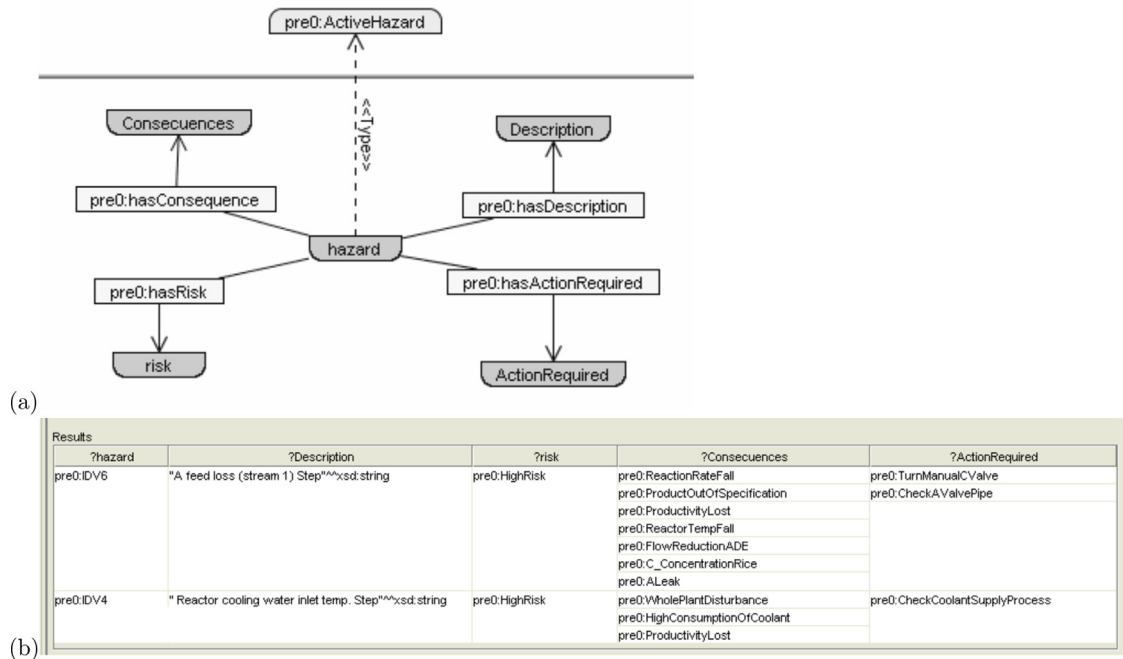 pre0:ActiveHazard
<<Type>>
Consecuences
Description
pre0:hasConsequence
pre0:hasDescription
hazard
pre0:hasRisk
pre0:hasActionRequired
risk
ActionRequired
(a)
Results
?hazard ?Description ?risk ?Consecuences ?ActionRequired
pre0:IDV6 "A feed loss (stream 1) Step"^^xsd:string pre0:HighRisk pre0:ReactionRateFall pre0:TurnManualCValve
pre0:ProductOutOfSpecification pre0:CheckAValvePipe
pre0:ProductivityLost
pre0:ReactorTempFall
pre0:FlowReductionADE
pre0:C_ConcentrationRice
pre0:ALeak
pre0:IDV4 " Reactor cooling water inlet temp. Step"^^xsd:string pre0:HighRisk pre0:WholePlantDisturbance pre0:CheckCoolantSupplyProcess
pre0:HighConsumptionOfCoolant
pre0:ProductivityLost
(b)